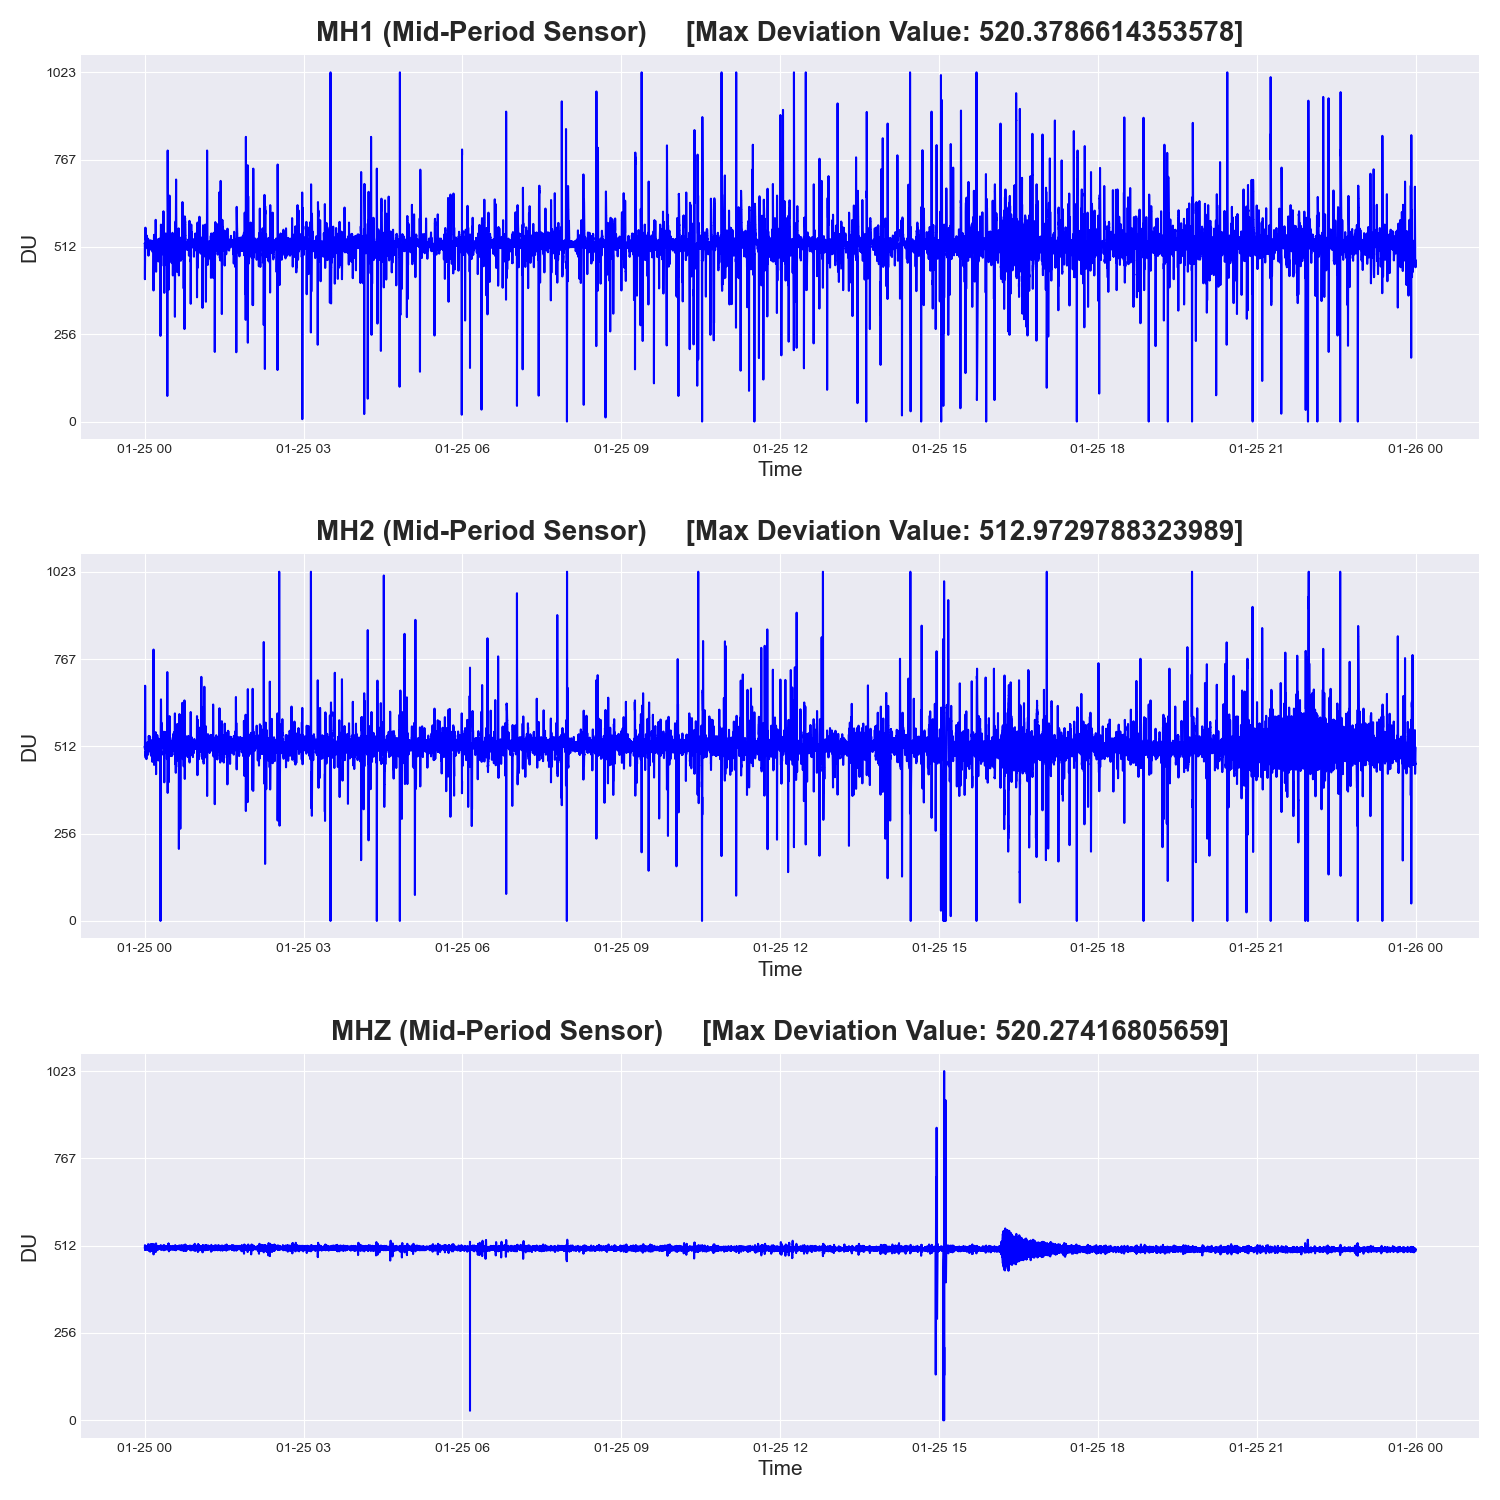 MH1 (Mid-Period Sensor) [Max Deviation Value: 520.3786614353578]
1023
767
512
256
0
DU
01-25 00 01-25 03 01-25 06 01-25 09 01-25 12 01-25 15 01-25 18 01-25 21 01-26 00
Time
MH2 (Mid-Period Sensor) [Max Deviation Value: 512.9729788323989]
1023
767
512
256
0
DU
01-25 00 01-25 03 01-25 06 01-25 09 01-25 12 01-25 15 01-25 18 01-25 21 01-26 00
Time
MHZ (Mid-Period Sensor) [Max Deviation Value: 520.27416805659]
1023
767
512
256
0
DU
01-25 00 01-25 03 01-25 06 01-25 09 01-25 12 01-25 15 01-25 18 01-25 21 01-26 00
Time